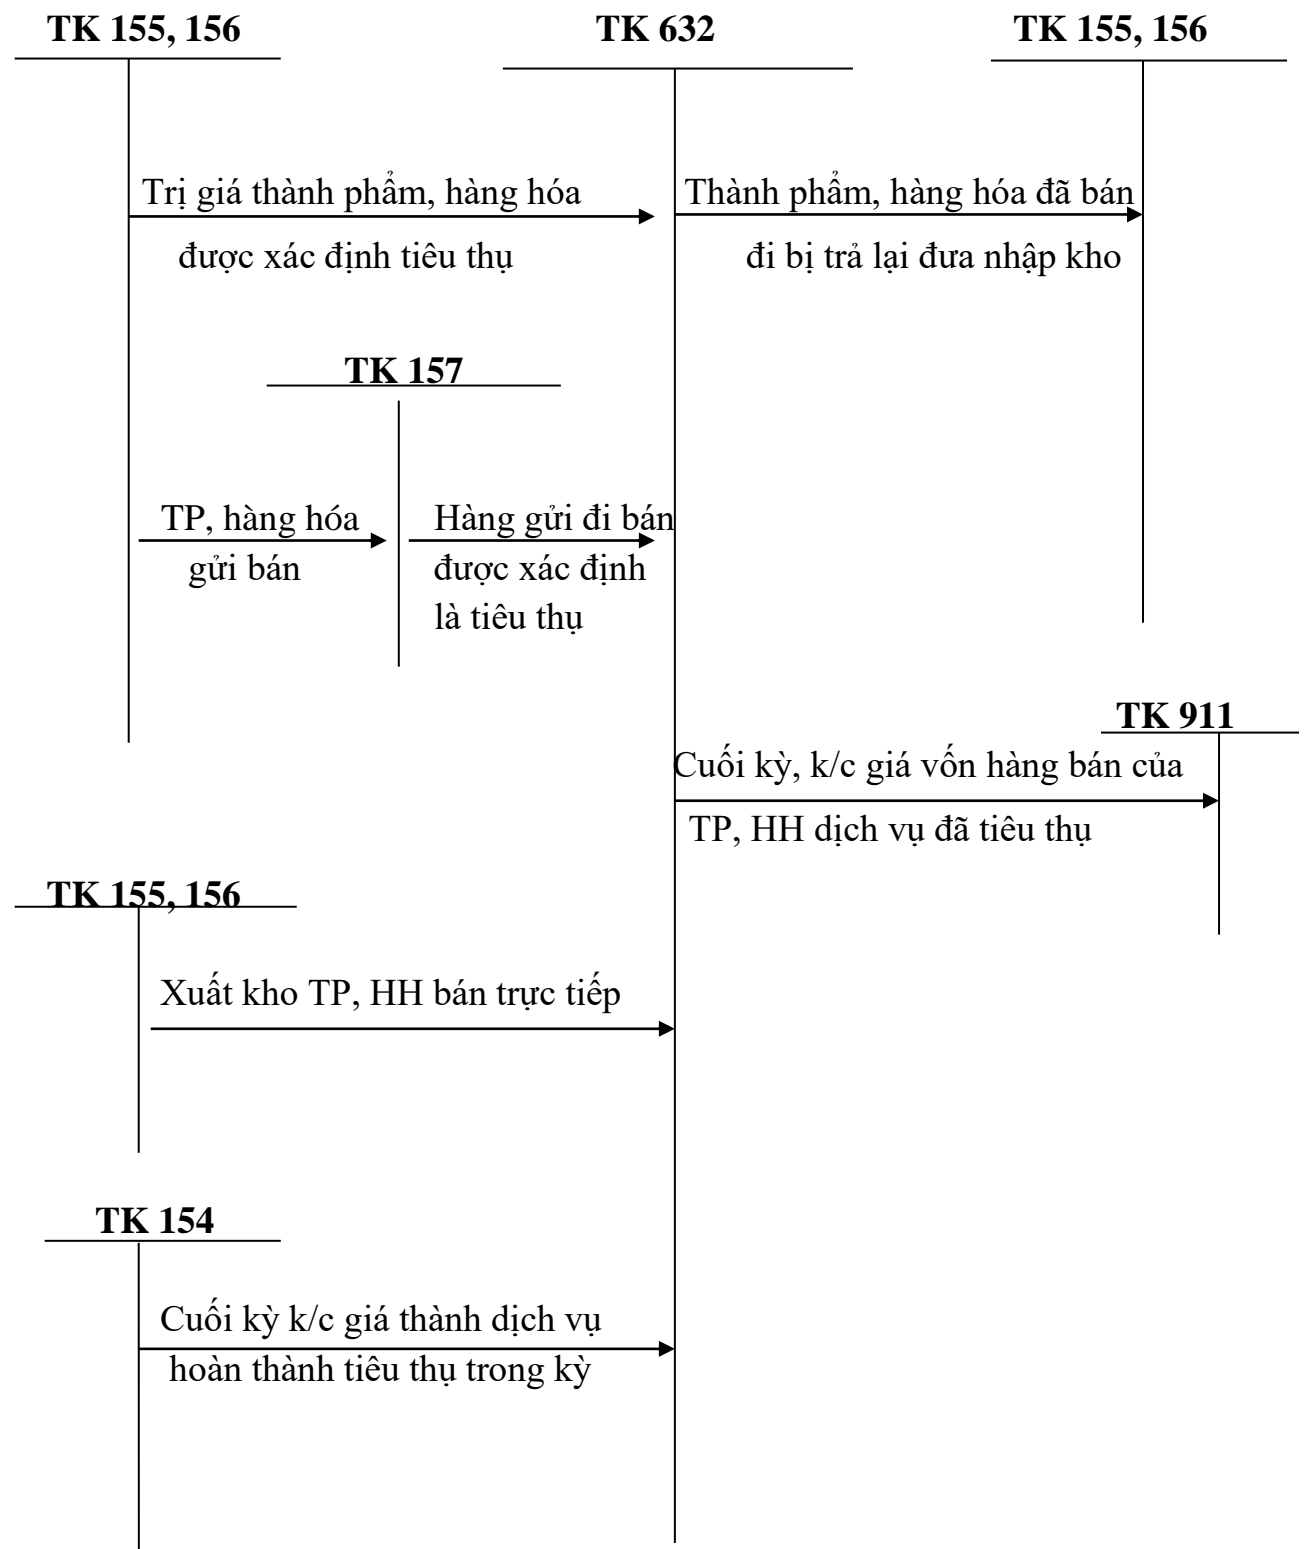 TK 155, 156
TK 632
TK 155, 156
Trị giá thành phẩm, hàng hóa
được xác định tiêu thụ
Thành phẩm, hàng hóa đã bán
đi bị trả lại đưa nhập kho
TK 157
TP, hàng hóa
gửi bán
Hàng gửi đi bán
được xác định
là tiêu thụ
TK 911
Cuối kỳ, k/c giá vốn hàng bán của
TP, HH dịch vụ đã tiêu thụ
TK 155, 156
Xuất kho TP, HH bán trực tiếp
TK 154
Cuối kỳ k/c giá thành dịch vụ
hoàn thành tiêu thụ trong kỳ